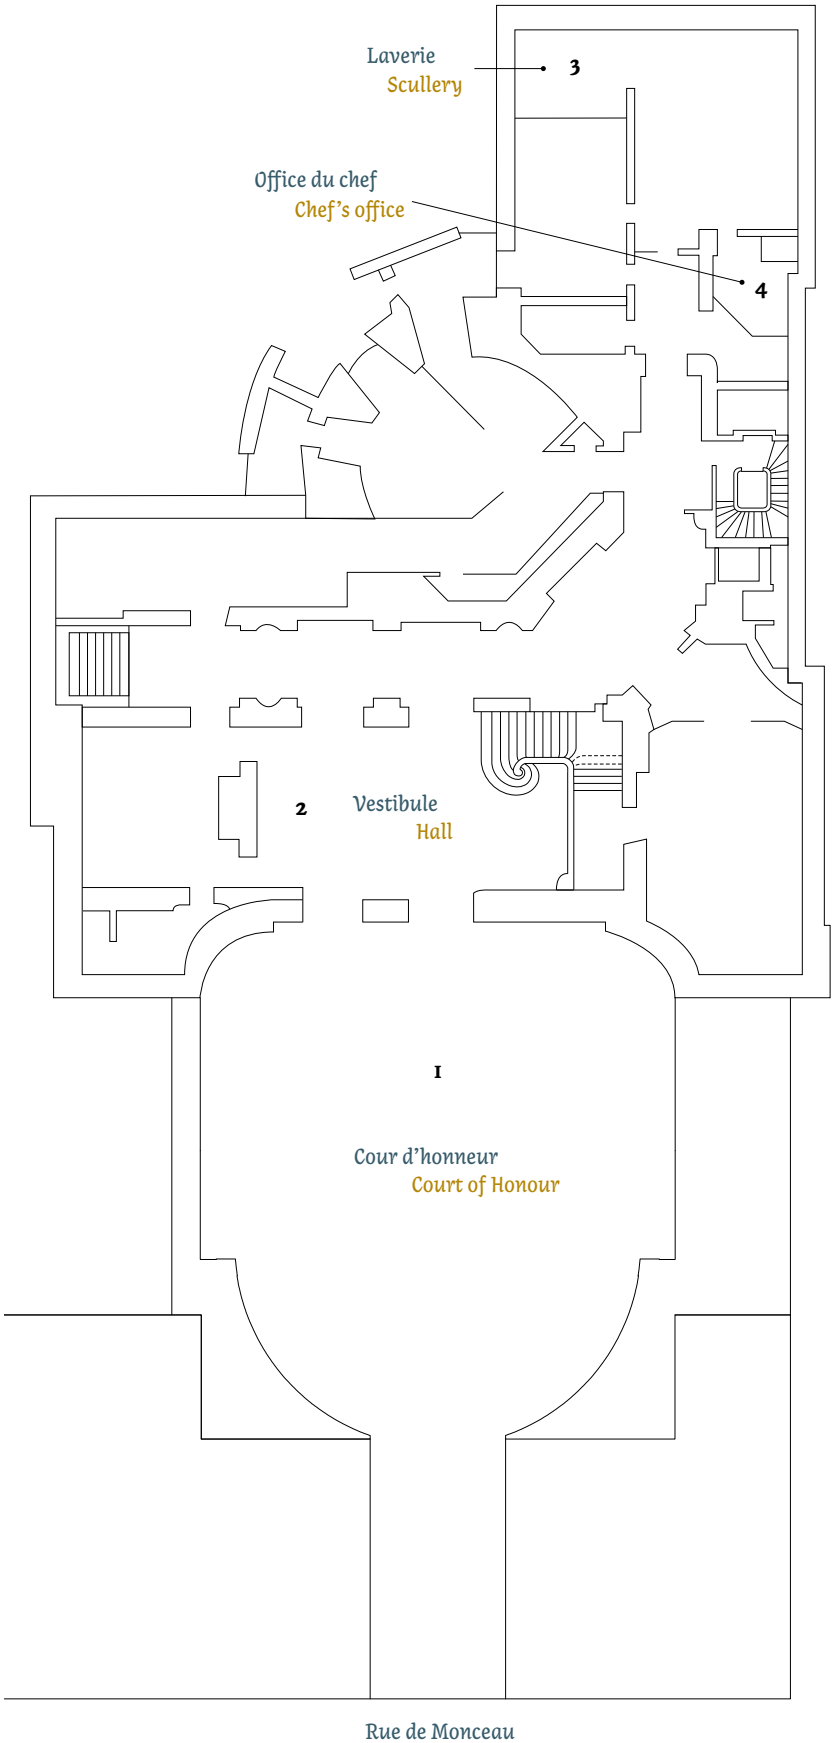 Laverie
Scullery
3
Office du chef
Chef’s office
4
2
Vestibule
Hall
1
Cour d’honneur
Court of Honour
Rue de Monceau